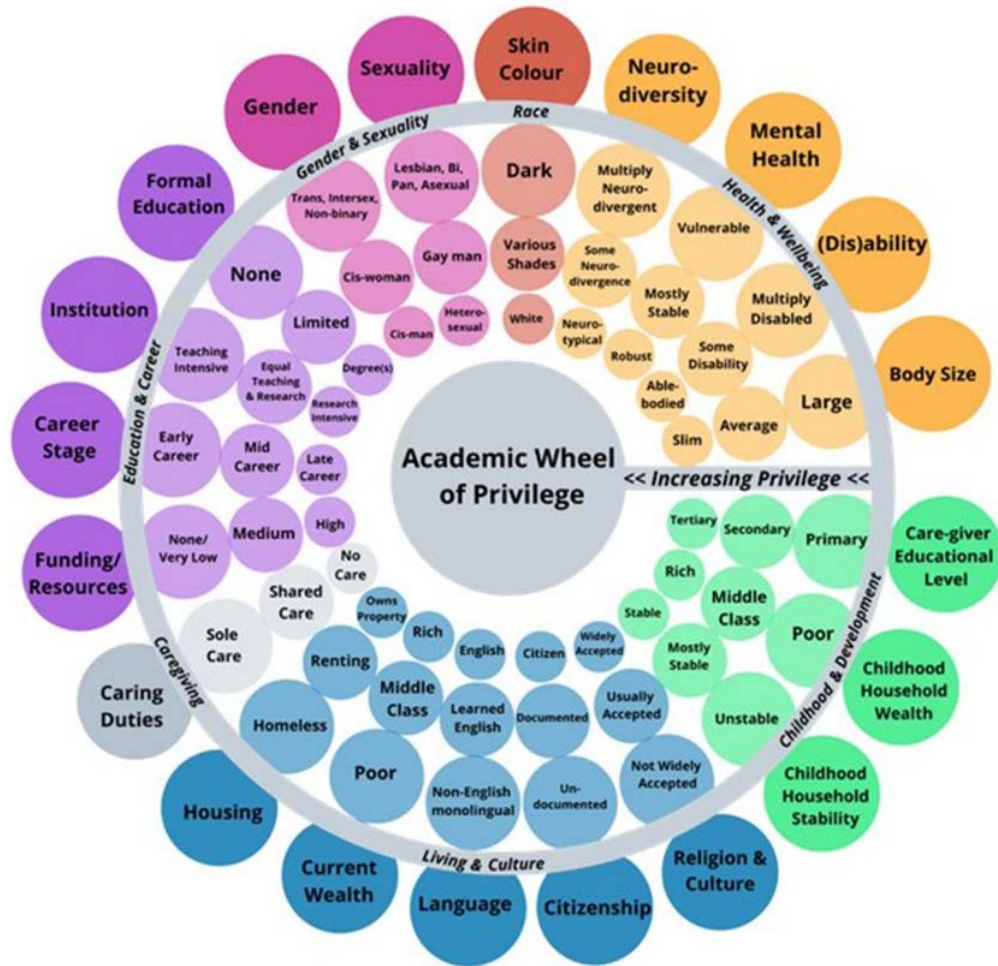 Academic Wheel
of Privilege
<< Increasing Privilege <<
Race
Skin
Colour
Dark
Various
Shades
White
Health & Wellbeing
Neuro-
diversity
Multiply
Neuro-
divergent
Some
Neuro-
divergence
Neuro-
typical
Mental
Health
Vulnerable
Mostly
Stable
Robust
(Dis)ability
Multiply
Disabled
Some
Disability
Able-
bodied
Body Size
Large
Average
Slim
Childhood & Development
Care-giver
Educational
Level
Primary
Secondary
Tertiary
Childhood
Household
Wealth
Poor
Middle
Class
Rich
Childhood
Household
Stability
Unstable
Mostly
Stable
Stable
Living & Culture
Religion &
Culture
Not Widely
Accepted
Usually
Accepted
Widely
Accepted
Citizenship
Un-
documented
Documented
Citizen
Language
Non-English
monolingual
Learned
English
English
Current
Wealth
Poor
Middle
Class
Rich
Housing
Homeless
Renting
Owns
Property
Caregiving
Caring
Duties
Sole
Care
Shared
Care
No
Care
Education & Career
Funding/
Resources
None/
Very Low
Medium
High
Career
Stage
Early
Career
Mid
Career
Late
Career
Institution
Teaching
Intensive
Equal
Teaching
& Research
Research
Intensive
Formal
Education
None
Limited
Degree(s)
Gender & Sexuality
Gender
Trans, Intersex,
Non-binary
Cis-woman
Cis-man
Sexuality
Lesbian, Bi,
Pan, Asexual
Gay man
Hetero-
sexual